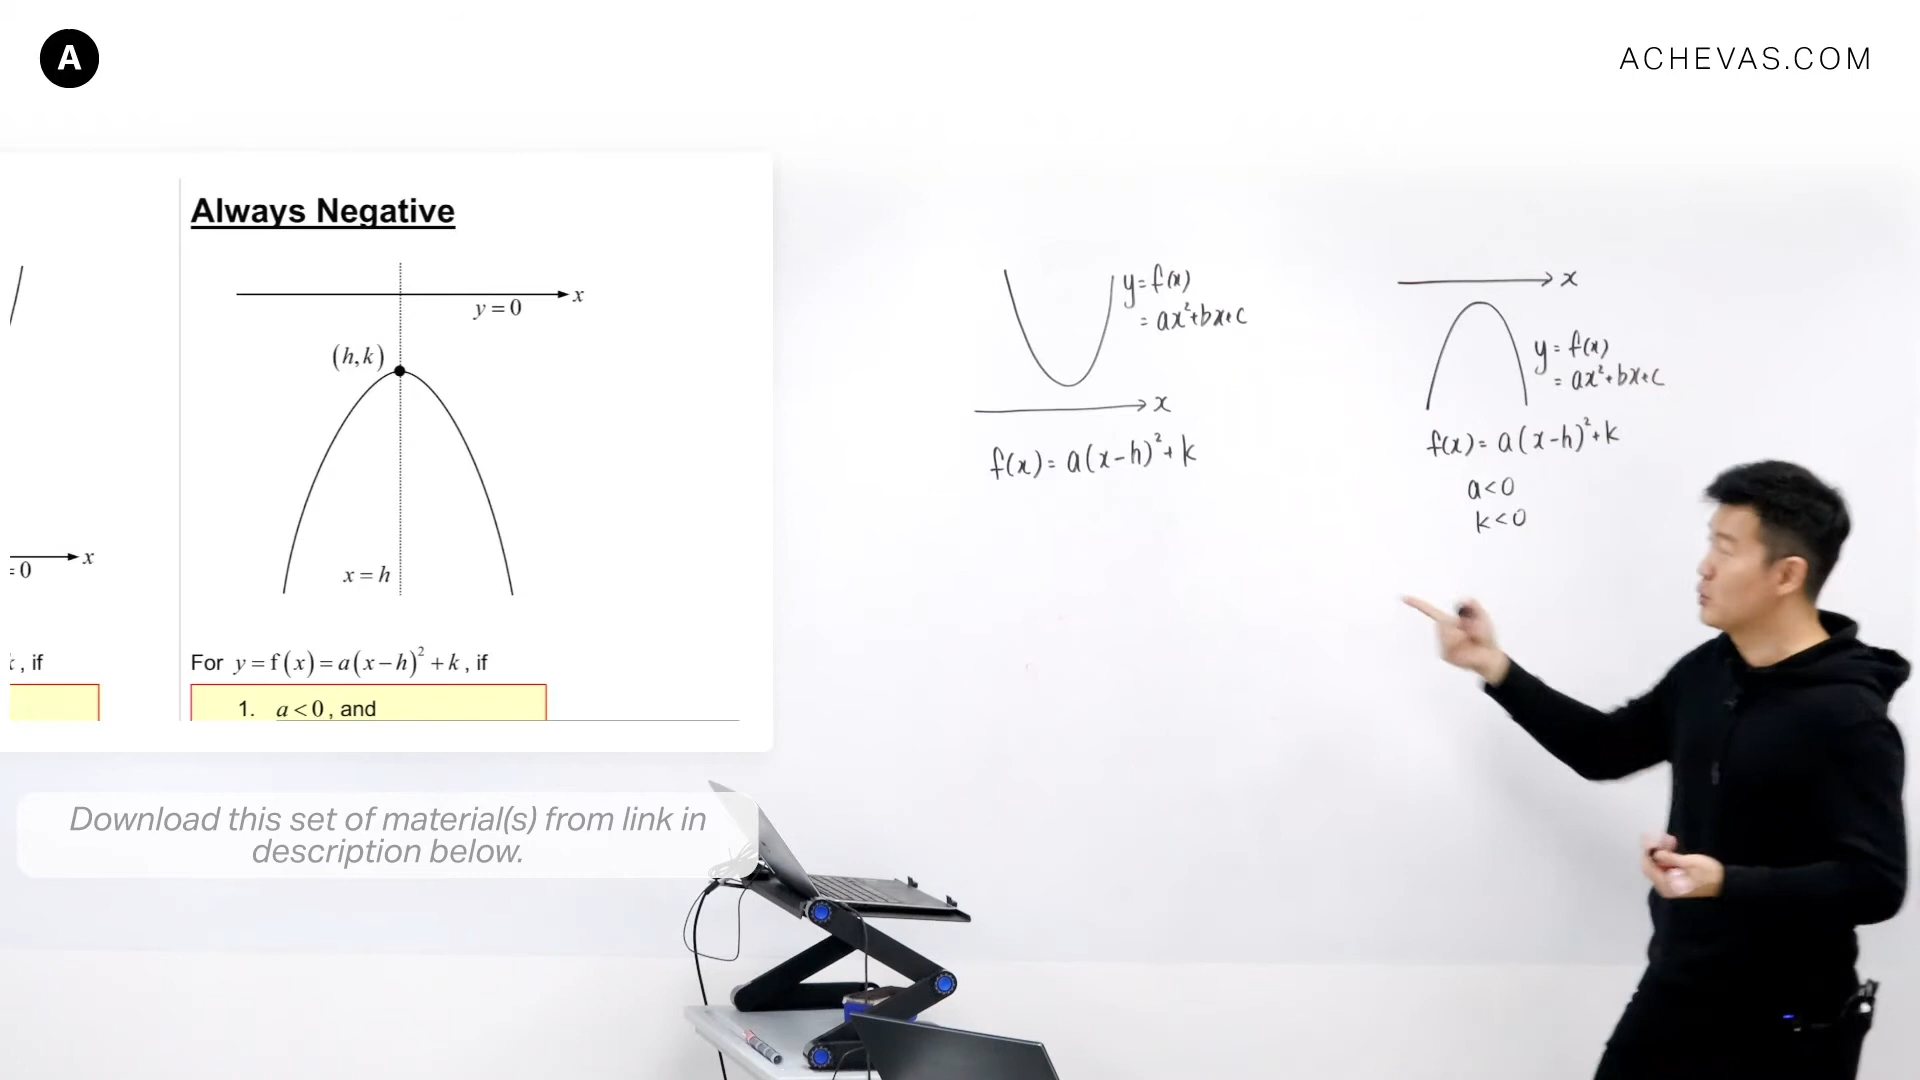 A
ACHEVAS.COM
Always Negative
x
y = 0
(h, k)
x = h
x
= 0
, if
For y = f(x) = a(x − h)² + k , if
1. a < 0 , and
Download this set of material(s) from link in
description below.
y = f(x)
= ax² + bx + c
x
f(x) = a(x − h)² + k
x
y = f(x)
= ax² + bx + c
f(x) = a(x − h)² + k
a < 0
k < 0